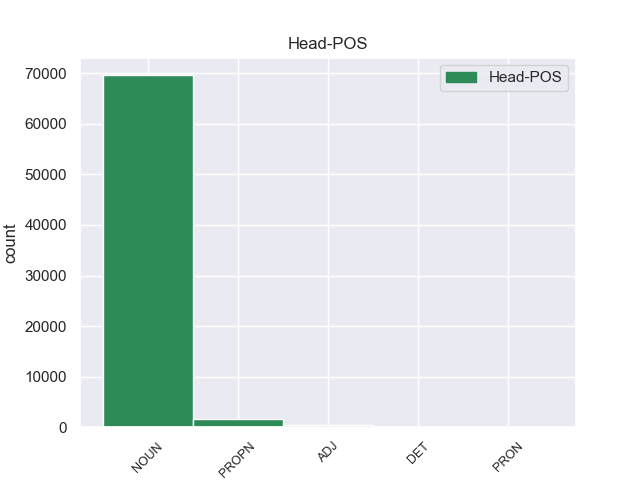 Head-POS
Head-POS
70000
60000
50000
40000
30000
20000
10000
0
count
NOUN
PROPN
ADJ
DET
PRON